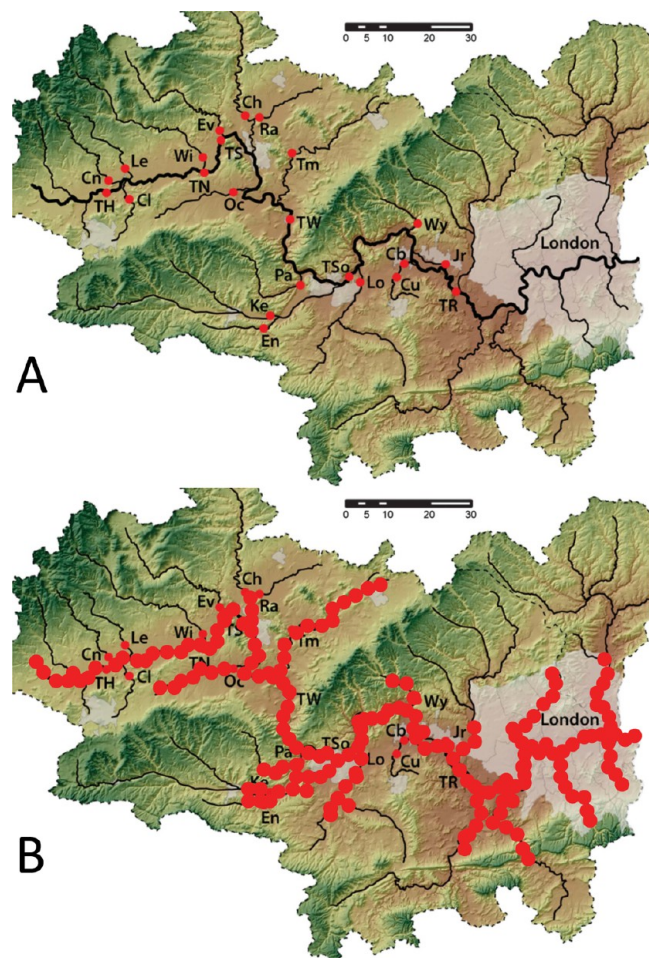 0 5 10 20 30
Ch
Ra
Ev
TS
Le
Wi
Tm
Cn
TN
TH
Cl
Oc
TW
Wy
London
Cb
Jr
TSo
Pa
Lo
Cu
TR
Ke
En
A
0 5 10 20 30
Ch
Ra
Ev
TS
Le
Wi
Tm
Cn
TN
TH
Cl
Oc
TW
Wy
London
Cb
Jr
TSo
Pa
Lo
Cu
TR
Ke
En
B